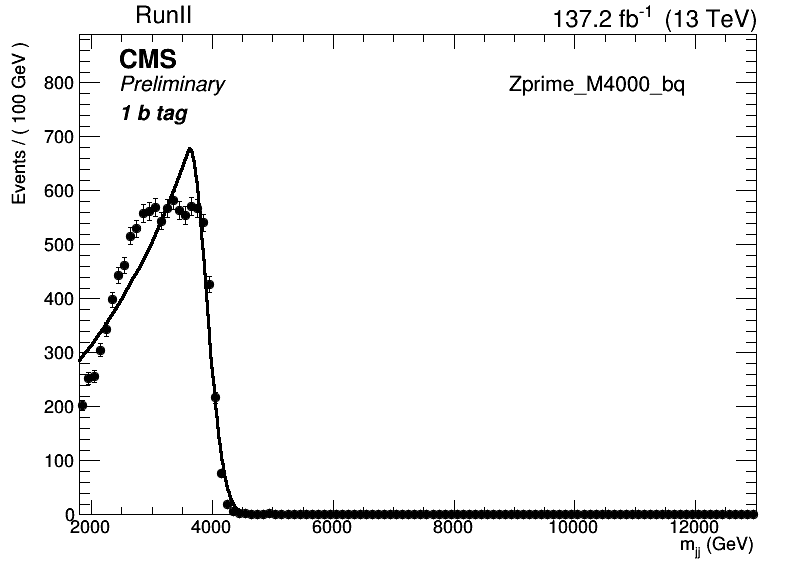 RunII
137.2 fb-1 (13 TeV)
CMS
Preliminary
1 b tag
Zprime_M4000_bq
Events / ( 100 GeV )
800
700
600
500
400
300
200
100
0
2000 4000 6000 8000 10000 12000
mjj (GeV)